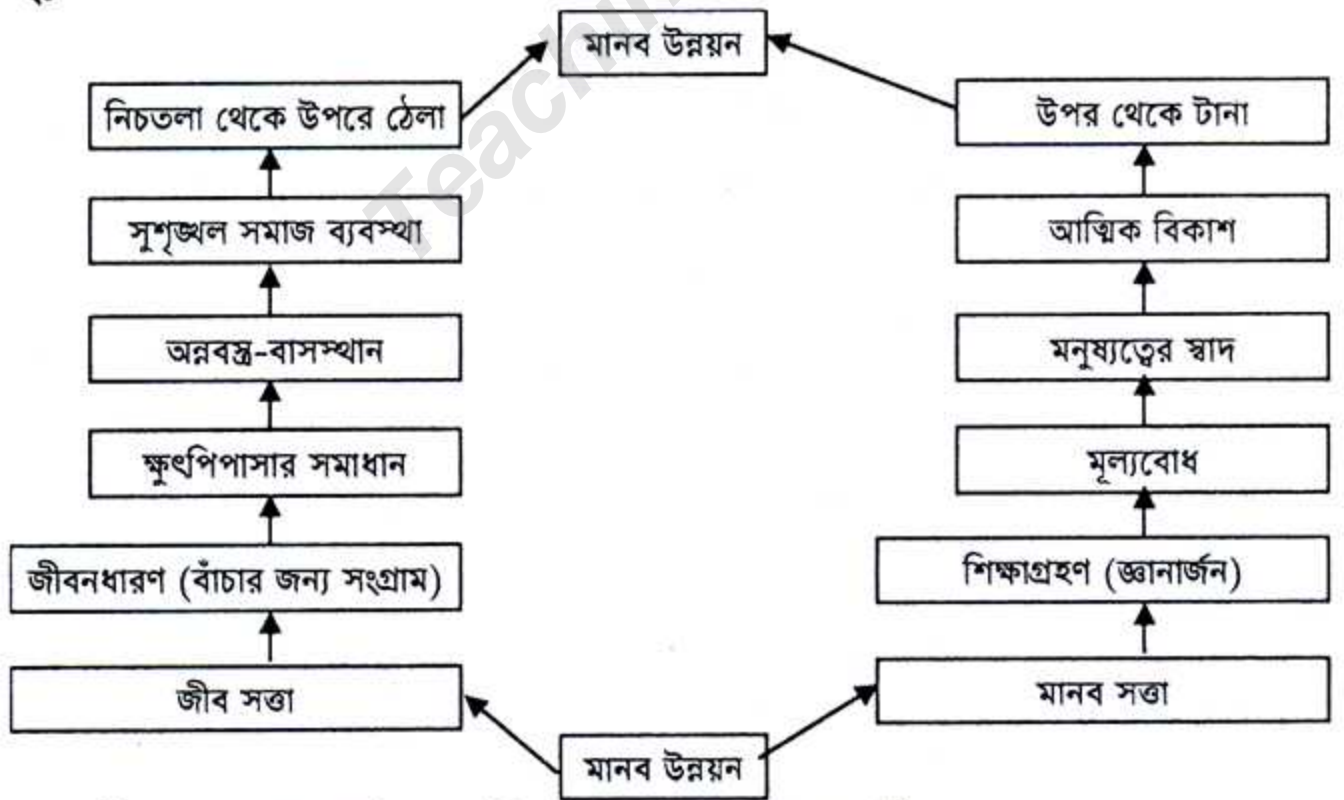 মানব উন্নয়ন
নিচতলা থেকে উপরে ঠেলা
উপর থেকে টানা
সুশৃঙ্খল সমাজ ব্যবস্থা
আত্মিক বিকাশ
অন্নবস্ত্র-বাসস্থান
মনুষ্যত্বের স্বাদ
ক্ষুৎপিপাসার সমাধান
মূল্যবোধ
জীবনধারণ (বাঁচার জন্য সংগ্রাম)
শিক্ষাগ্রহণ (জ্ঞানার্জন)
জীব সত্তা
মানব সত্তা
মানব উন্নয়ন